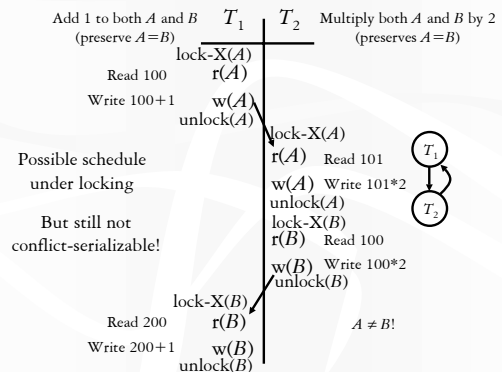 Add 1 to both A and B
(preserve A=B)
T1 T2
Multiply both A and B by 2
(preserves A=B)
lock-X(A)
Read 100 r(A)
Write 100+1 w(A)
unlock(A)
lock-X(A)
r(A) Read 101
w(A) Write 101*2
unlock(A)
lock-X(B)
r(B) Read 100
w(B) Write 100*2
unlock(B)
Possible schedule
under locking
But still not
conflict-serializable!
T1
T2
lock-X(B)
Read 200 r(B)
A ≠ B!
Write 200+1 w(B)
unlock(B)